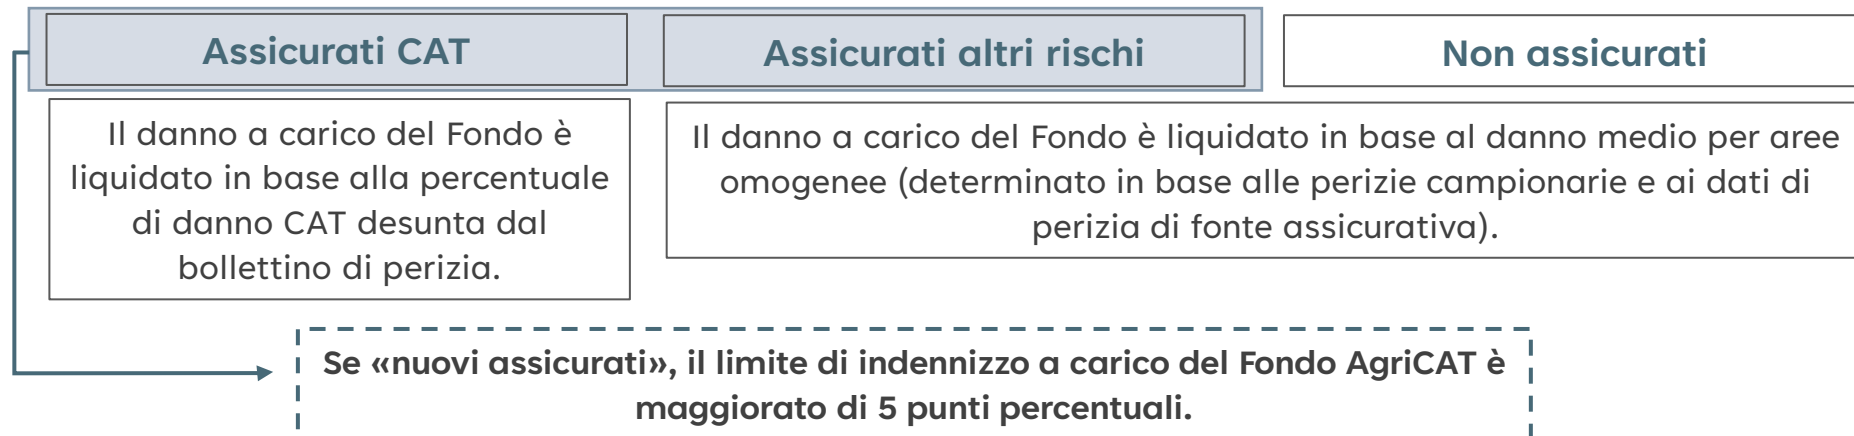 Assicurati CAT
Assicurati altri rischi
Non assicurati
Il danno a carico del Fondo è
liquidato in base alla percentuale
di danno CAT desunta dal
bollettino di perizia.
Il danno a carico del Fondo è liquidato in base al danno medio per aree
omogenee (determinato in base alle perizie campionarie e ai dati di
perizia di fonte assicurativa).
Se «nuovi assicurati», il limite di indennizzo a carico del Fondo AgriCAT è
maggiorato di 5 punti percentuali.